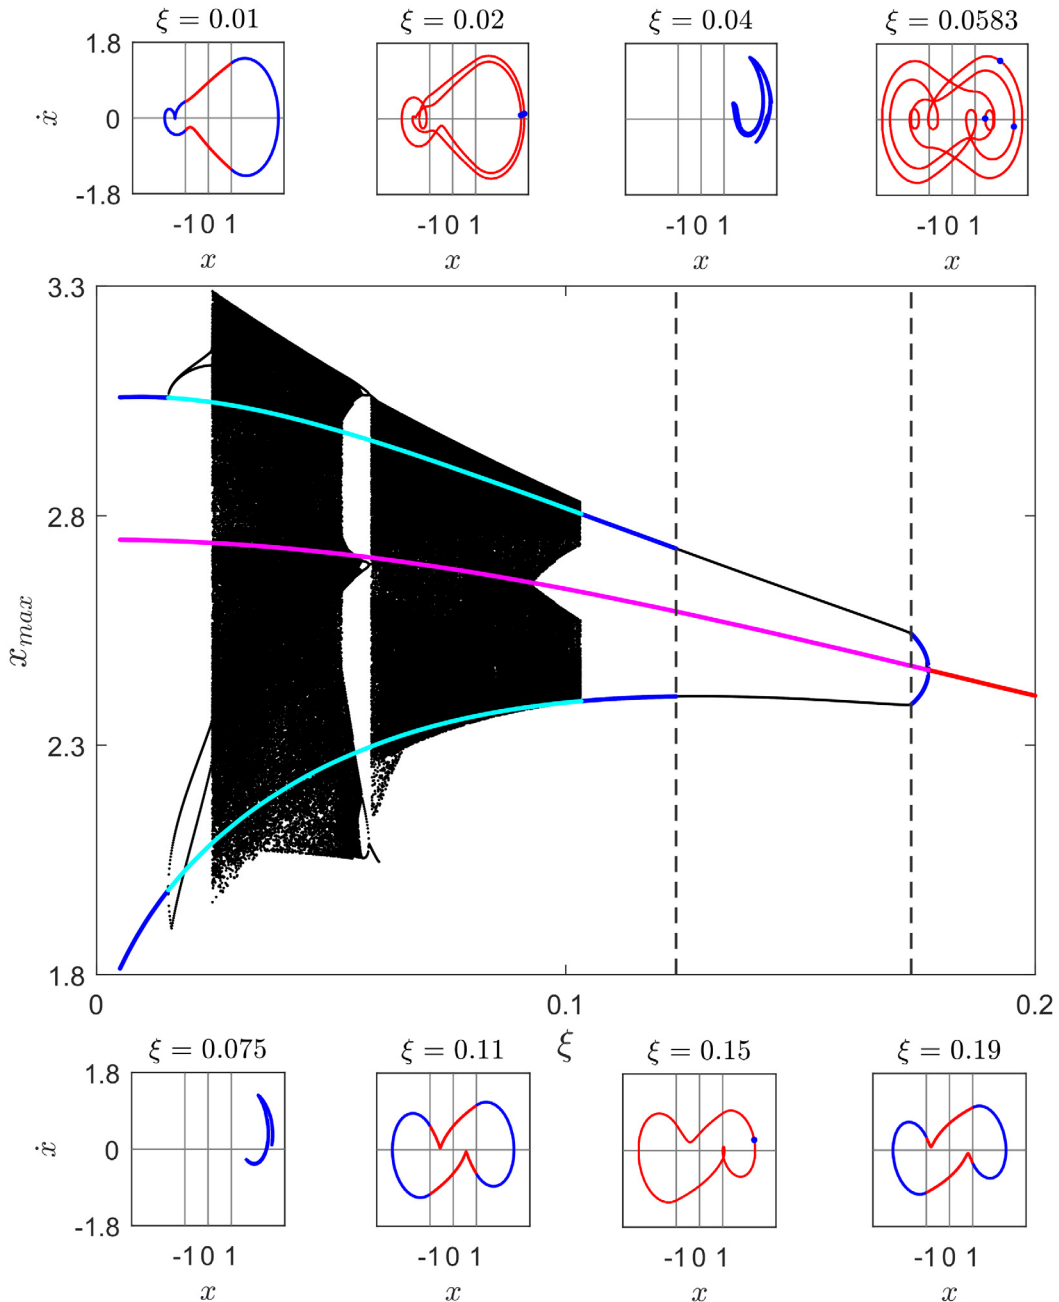 ξ = 0.01 ξ = 0.02 ξ = 0.04 ξ = 0.0583
1.8
ẋ 0
-1.8
-1 0 1 -1 0 1 -1 0 1 -1 0 1
x x x x
3.3
2.8
x_max
2.3
1.8
0 0.1 0.2
ξ
ξ = 0.075 ξ = 0.11 ξ = 0.15 ξ = 0.19
1.8
ẋ 0
-1.8
-1 0 1 -1 0 1 -1 0 1 -1 0 1
x x x x